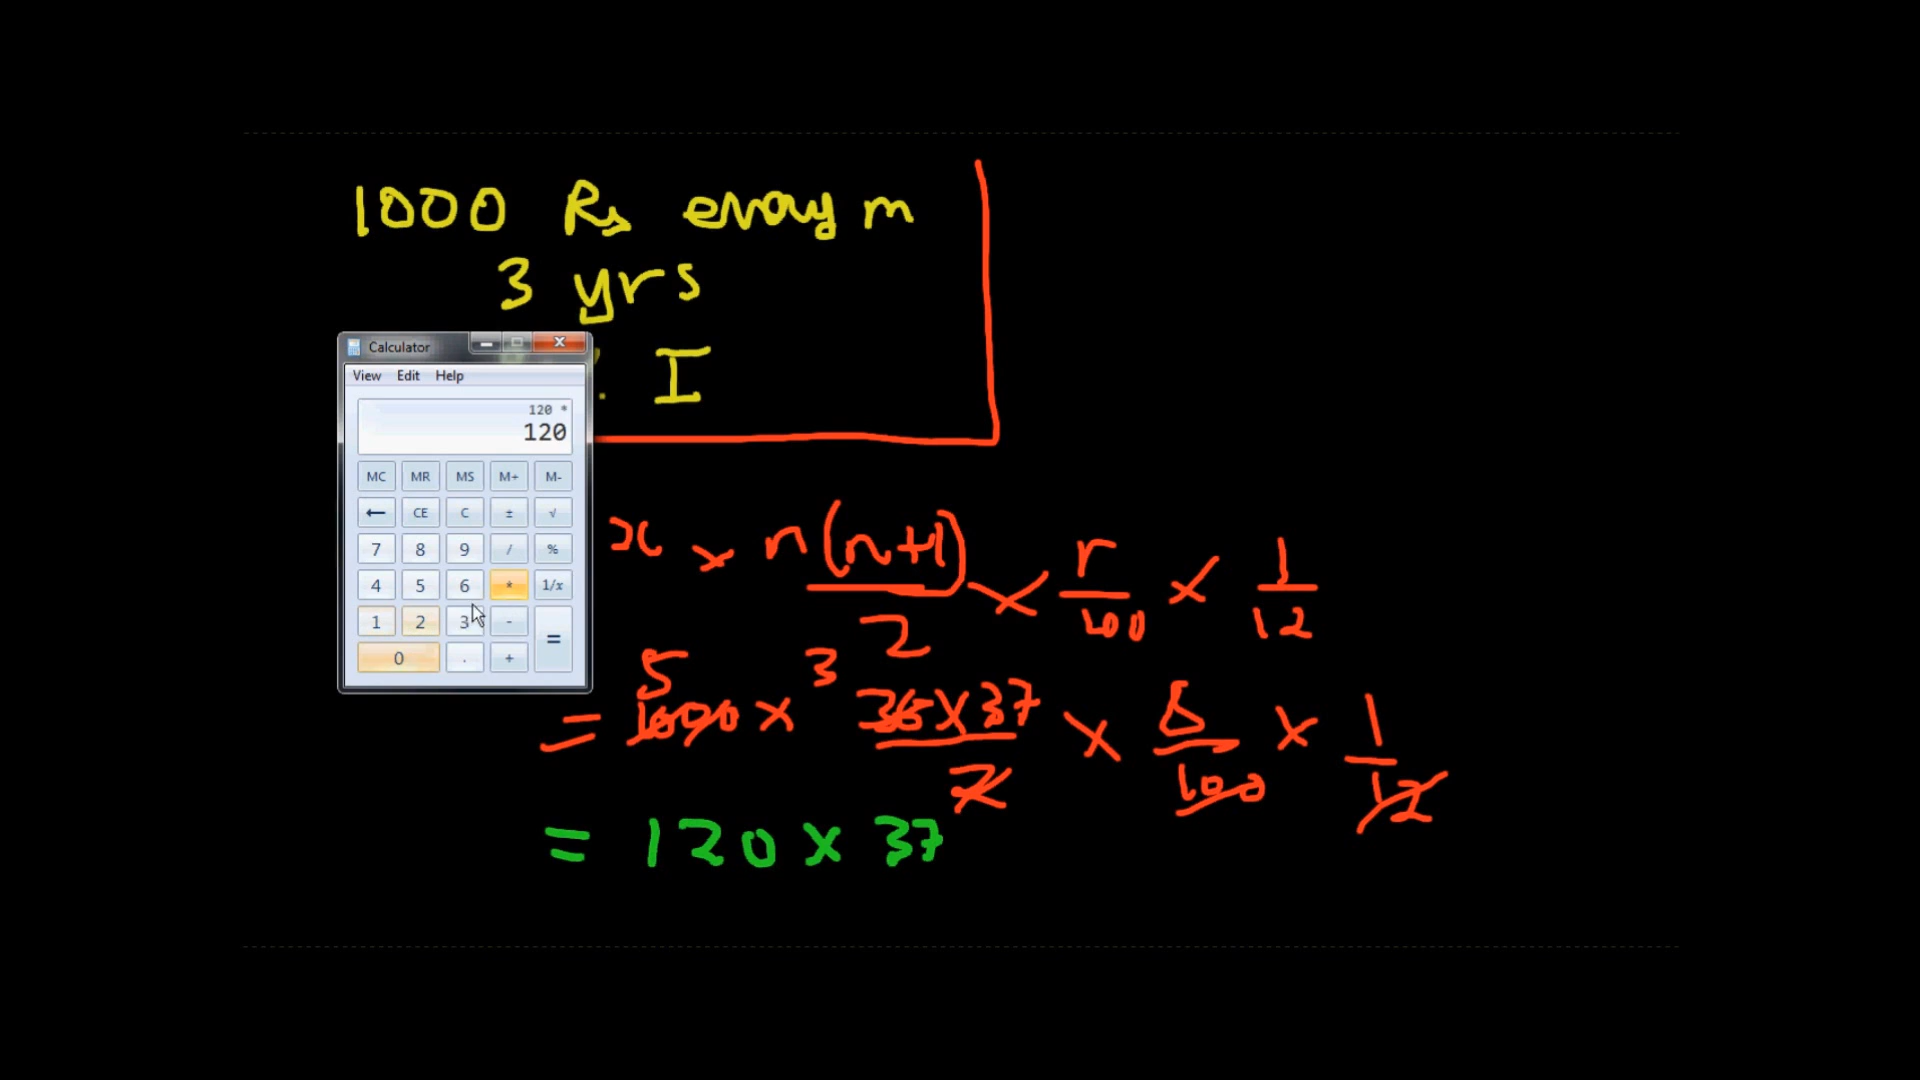 1000 Rs every m
3 yrs
I
Calculator
View Edit Help
120 *
120
MC MR MS M+ M-
← CE C ± √
7 8 9 / %
4 5 6 * 1/x
1 2 3 - =
0 . +
x × n(n+1)/2 × r/100 × 1/12
5 3
= 1000 × 36×37/2 × 8/100 × 1/12
= 120 × 37